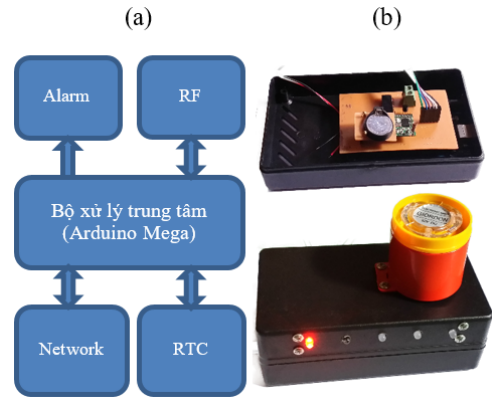 (a)
(b)
Alarm
RF
Bộ xử lý trung tâm
(Arduino Mega)
Network
RTC